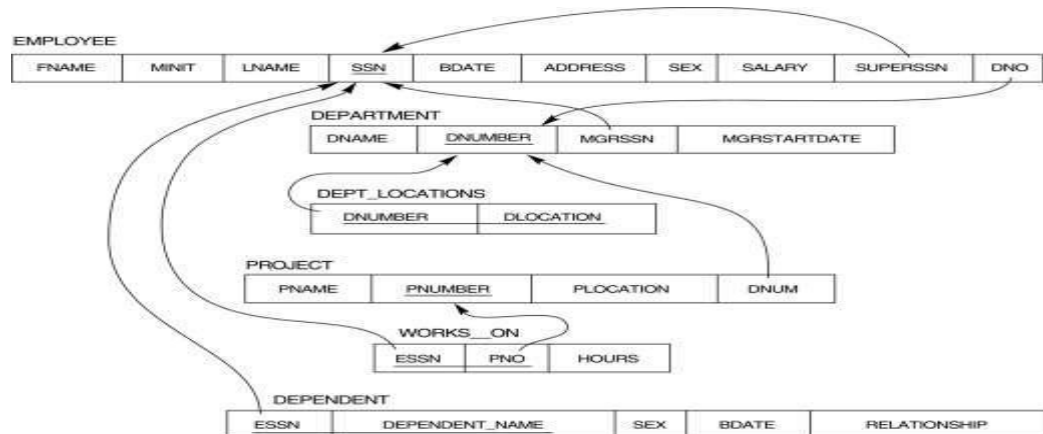 EMPLOYEE
FNAME MINIT LNAME SSN BDATE ADDRESS SEX SALARY SUPERSSN DNO
DEPARTMENT
DNAME DNUMBER MGRSSN MGRSTARTDATE
DEPT_LOCATIONS
DNUMBER DLOCATION
PROJECT
PNAME PNUMBER PLOCATION DNUM
WORKS_ON
ESSN PNO HOURS
DEPENDENT
ESSN DEPENDENT_NAME SEX BDATE RELATIONSHIP